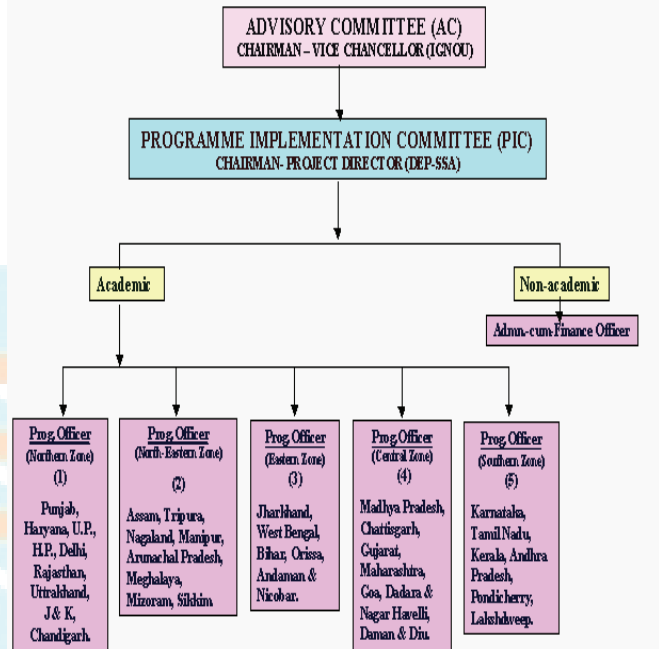 ADVISORY COMMITTEE (AC)
CHAIRMAN – VICE CHANCELLOR (IGNOU)
PROGRAMME IMPLEMENTATION COMMITTEE (PIC)
CHAIRMAN- PROJECT DIRECTOR (DEP-SSA)
Academic
Non-academic
Admn.-cum-Finance Officer
Prog.Officer
(Northern Zone)
(1)
Punjab,
Haryana, U.P.,
H.P., Delhi,
Rajasthan,
Uttrakhand,
J & K,
Chandigarh.
Prog.Officer
(North-Eastern Zone)
(2)
Assam, Tripura,
Nagaland, Manipur,
Arunachal Pradesh,
Meghalaya,
Mizoram, Sikkim.
Prog.Officer
(Eastern Zone)
(3)
Jharkhand,
West Bengal,
Bihar, Orissa,
Andaman &
Nicobar.
Prog.Officer
(Central Zone)
(4)
Madhya Pradesh,
Chattisgarh,
Gujarat,
Maharashtra,
Goa, Dadara &
Nagar Havelli,
Daman & Diu.
Prog.Officer
(Southern Zone)
(5)
Karnataka,
Tamil Nadu,
Kerala, Andhra
Pradesh,
Pondicherry,
Lakshdweep.